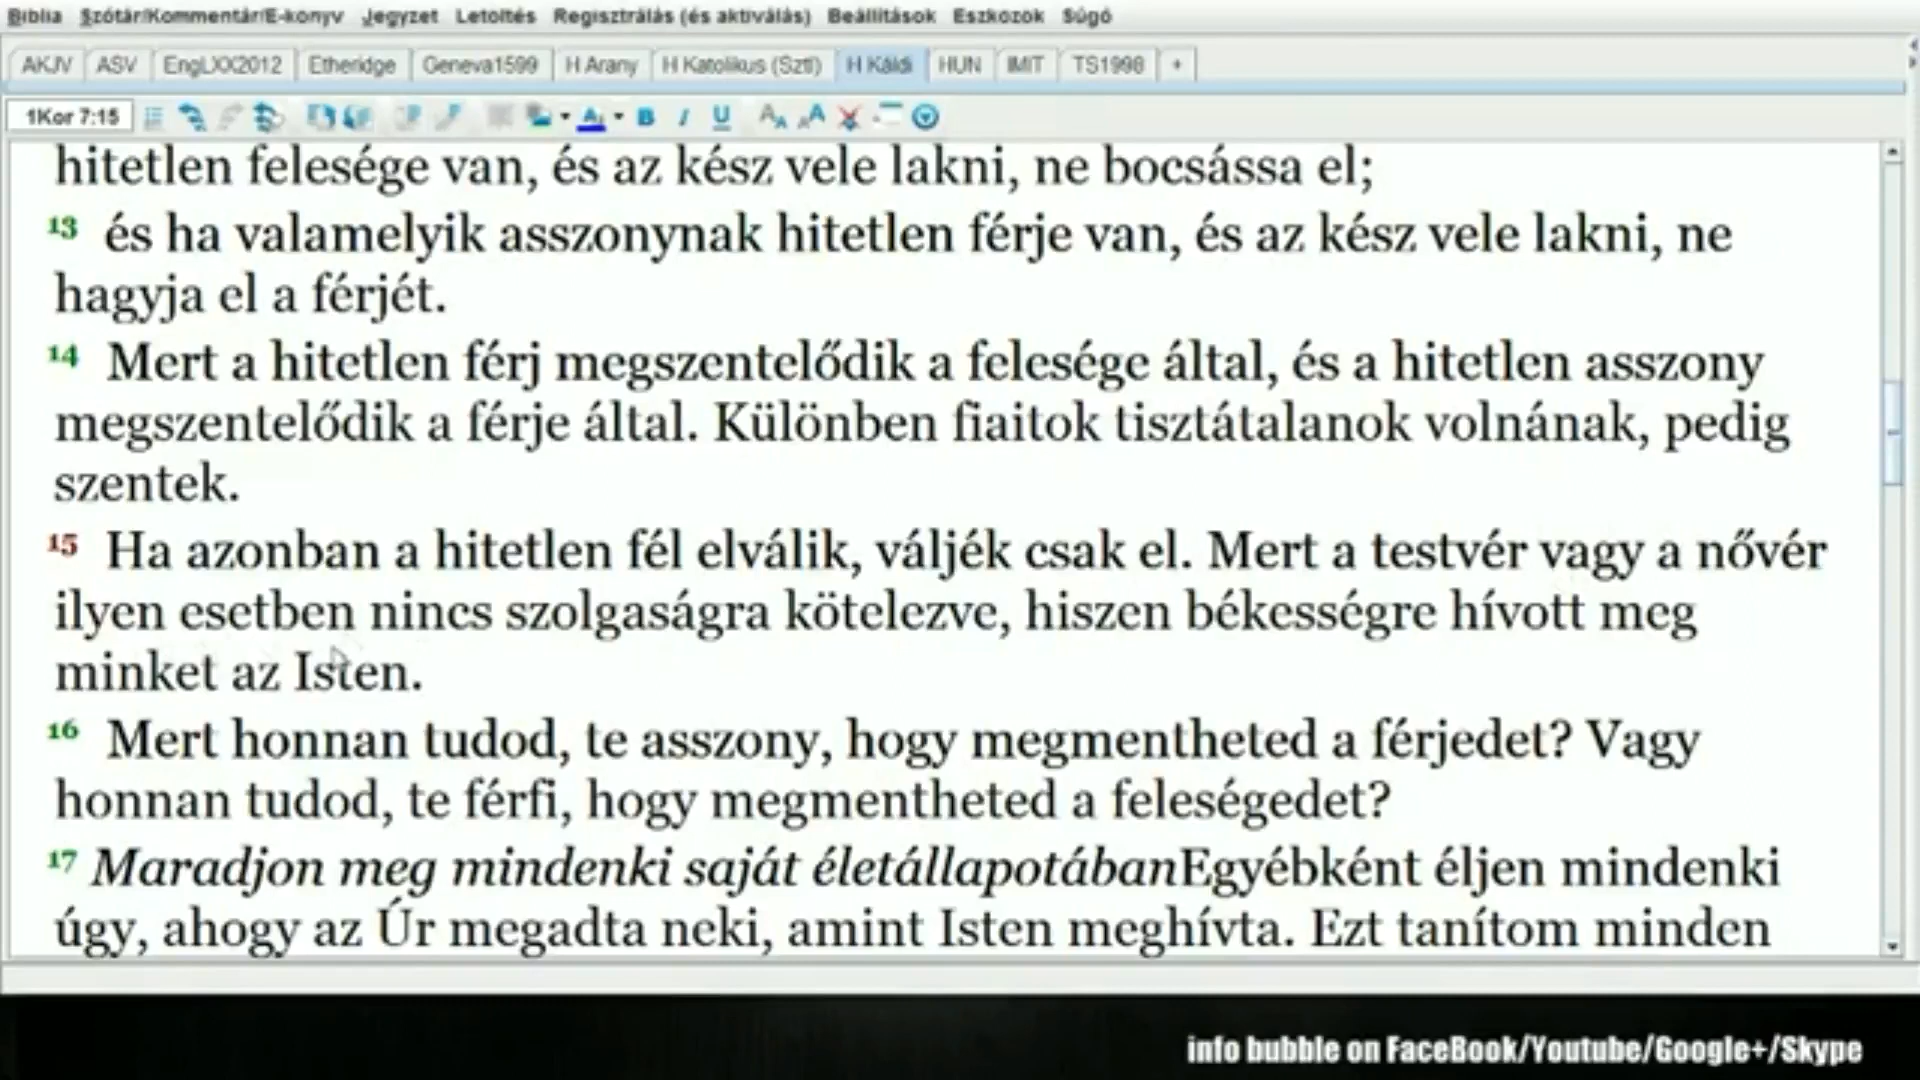 Biblia Szótár/Kommentár/E-konyv Jegyzet Letoltés Regisztrálás (és aktiválás) Beállítások Eszkozok Súgó
AKJV ASV EngLXX2012 Etheridge Geneva1599 H Arany H Katolikus (SztI) H Káldi HUN IMIT TS1998 +
1Kor 7:15
hitetlen felesége van, és az kész vele lakni, ne bocsássa el;
13 és ha valamelyik asszonynak hitetlen férje van, és az kész vele lakni, ne
hagyja el a férjét.
14 Mert a hitetlen férj megszentelődik a felesége által, és a hitetlen asszony
megszentelődik a férje által. Különben fiaitok tisztátalanok volnának, pedig
szentek.
15 Ha azonban a hitetlen fél elválik, váljék csak el. Mert a testvér vagy a nővér
ilyen esetben nincs szolgaságra kötelezve, hiszen békességre hívott meg
minket az Isten.
16 Mert honnan tudod, te asszony, hogy megmentheted a férjedet? Vagy
honnan tudod, te férfi, hogy megmentheted a feleségedet?
17 Maradjon meg mindenki saját életállapotábanEgyébként éljen mindenki
úgy, ahogy az Úr megadta neki, amint Isten meghívta. Ezt tanítom minden
info bubble on FaceBook/Youtube/Google+/Skype